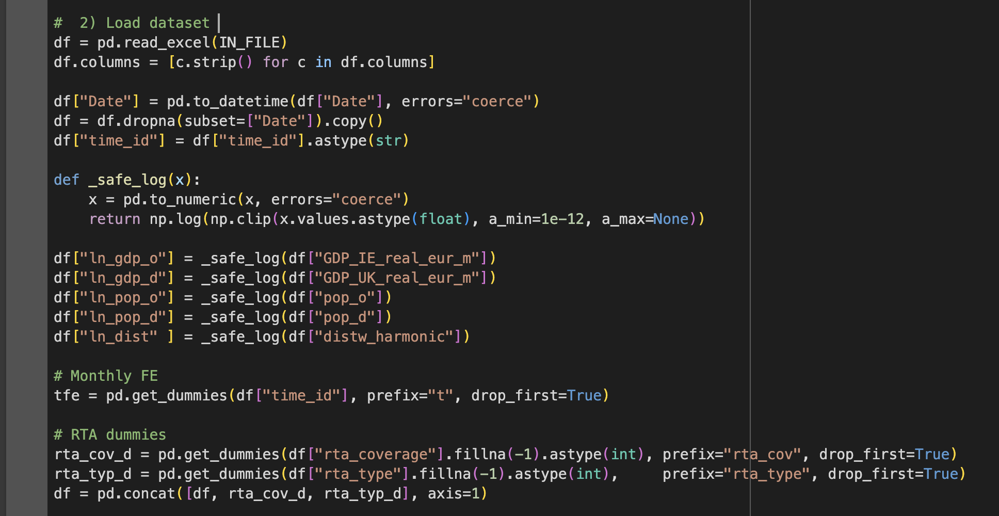 #  2) Load dataset
df = pd.read_excel(IN_FILE)
df.columns = [c.strip() for c in df.columns]

df["Date"] = pd.to_datetime(df["Date"], errors="coerce")
df = df.dropna(subset=["Date"]).copy()
df["time_id"] = df["time_id"].astype(str)

def _safe_log(x):
    x = pd.to_numeric(x, errors="coerce")
    return np.log(np.clip(x.values.astype(float), a_min=1e-12, a_max=None))

df["ln_gdp_o"] = _safe_log(df["GDP_IE_real_eur_m"])
df["ln_gdp_d"] = _safe_log(df["GDP_UK_real_eur_m"])
df["ln_pop_o"] = _safe_log(df["pop_o"])
df["ln_pop_d"] = _safe_log(df["pop_d"])
df["ln_dist" ] = _safe_log(df["distw_harmonic"])

# Monthly FE
tfe = pd.get_dummies(df["time_id"], prefix="t", drop_first=True)

# RTA dummies
rta_cov_d = pd.get_dummies(df["rta_coverage"].fillna(-1).astype(int), prefix="rta_cov", drop_first=True)
rta_typ_d = pd.get_dummies(df["rta_type"].fillna(-1).astype(int),     prefix="rta_type", drop_first=True)
df = pd.concat([df, rta_cov_d, rta_typ_d], axis=1)